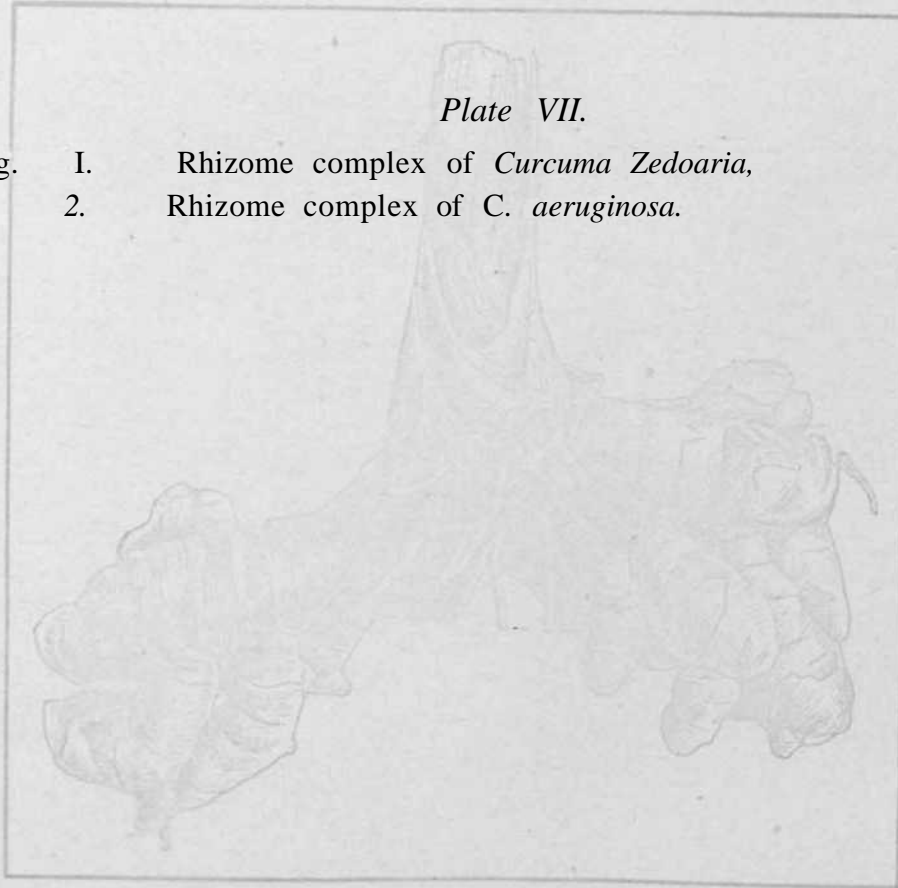 Plate VII.
g. I. Rhizome complex of Curcuma Zedoaria,
2. Rhizome complex of C. aeruginosa.